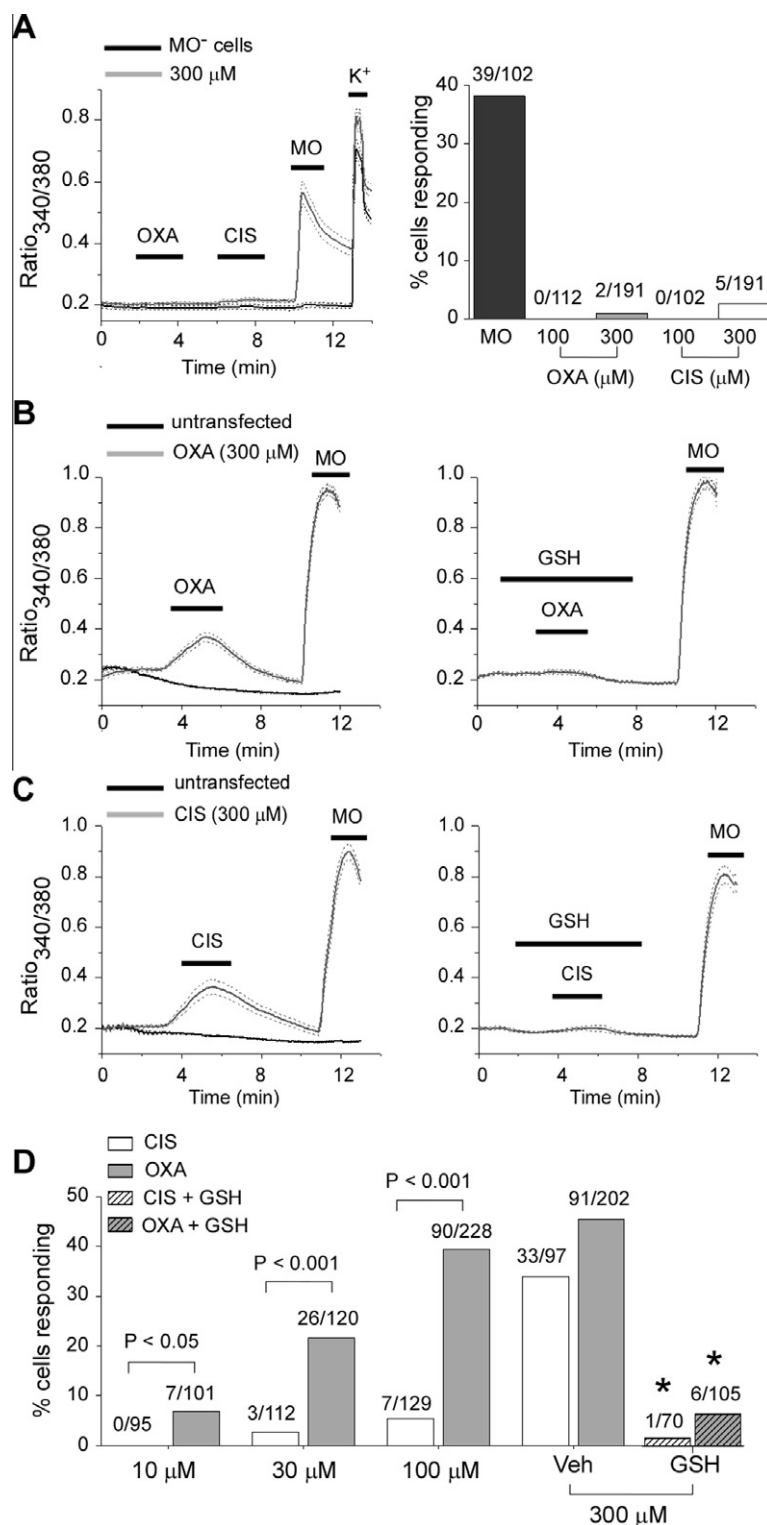 A
MO⁻ cells
300 μM
K⁺
MO
OXA
CIS
Ratio340/380
0.8
0.6
0.4
0.2
0 4 8 12
Time (min)
39/102
0/112 2/191 0/102 5/191
% cells responding
50
40
30
20
10
0
MO 100 300 100 300
OXA (μM) CIS (μM)
B
untransfected
OXA (300 μM)
MO
OXA
Ratio340/380
1.0
0.8
0.6
0.4
0.2
0 4 8 12
Time (min)
MO
GSH
OXA
1.0
0.8
0.6
0.4
0.2
0 4 8 12
Time (min)
C
untransfected
CIS (300 μM)
MO
CIS
Ratio340/380
1.0
0.8
0.6
0.4
0.2
0 4 8 12
Time (min)
MO
GSH
CIS
1.0
0.8
0.6
0.4
0.2
0 4 8 12
Time (min)
D
CIS
OXA
CIS + GSH
OXA + GSH
% cells responding
50
40
30
20
10
0
P < 0.05
0/95 7/101
P < 0.001
3/112 26/120
P < 0.001
7/129 90/228
33/97 91/202
* *
1/70 6/105
10 μM 30 μM 100 μM Veh GSH
300 μM